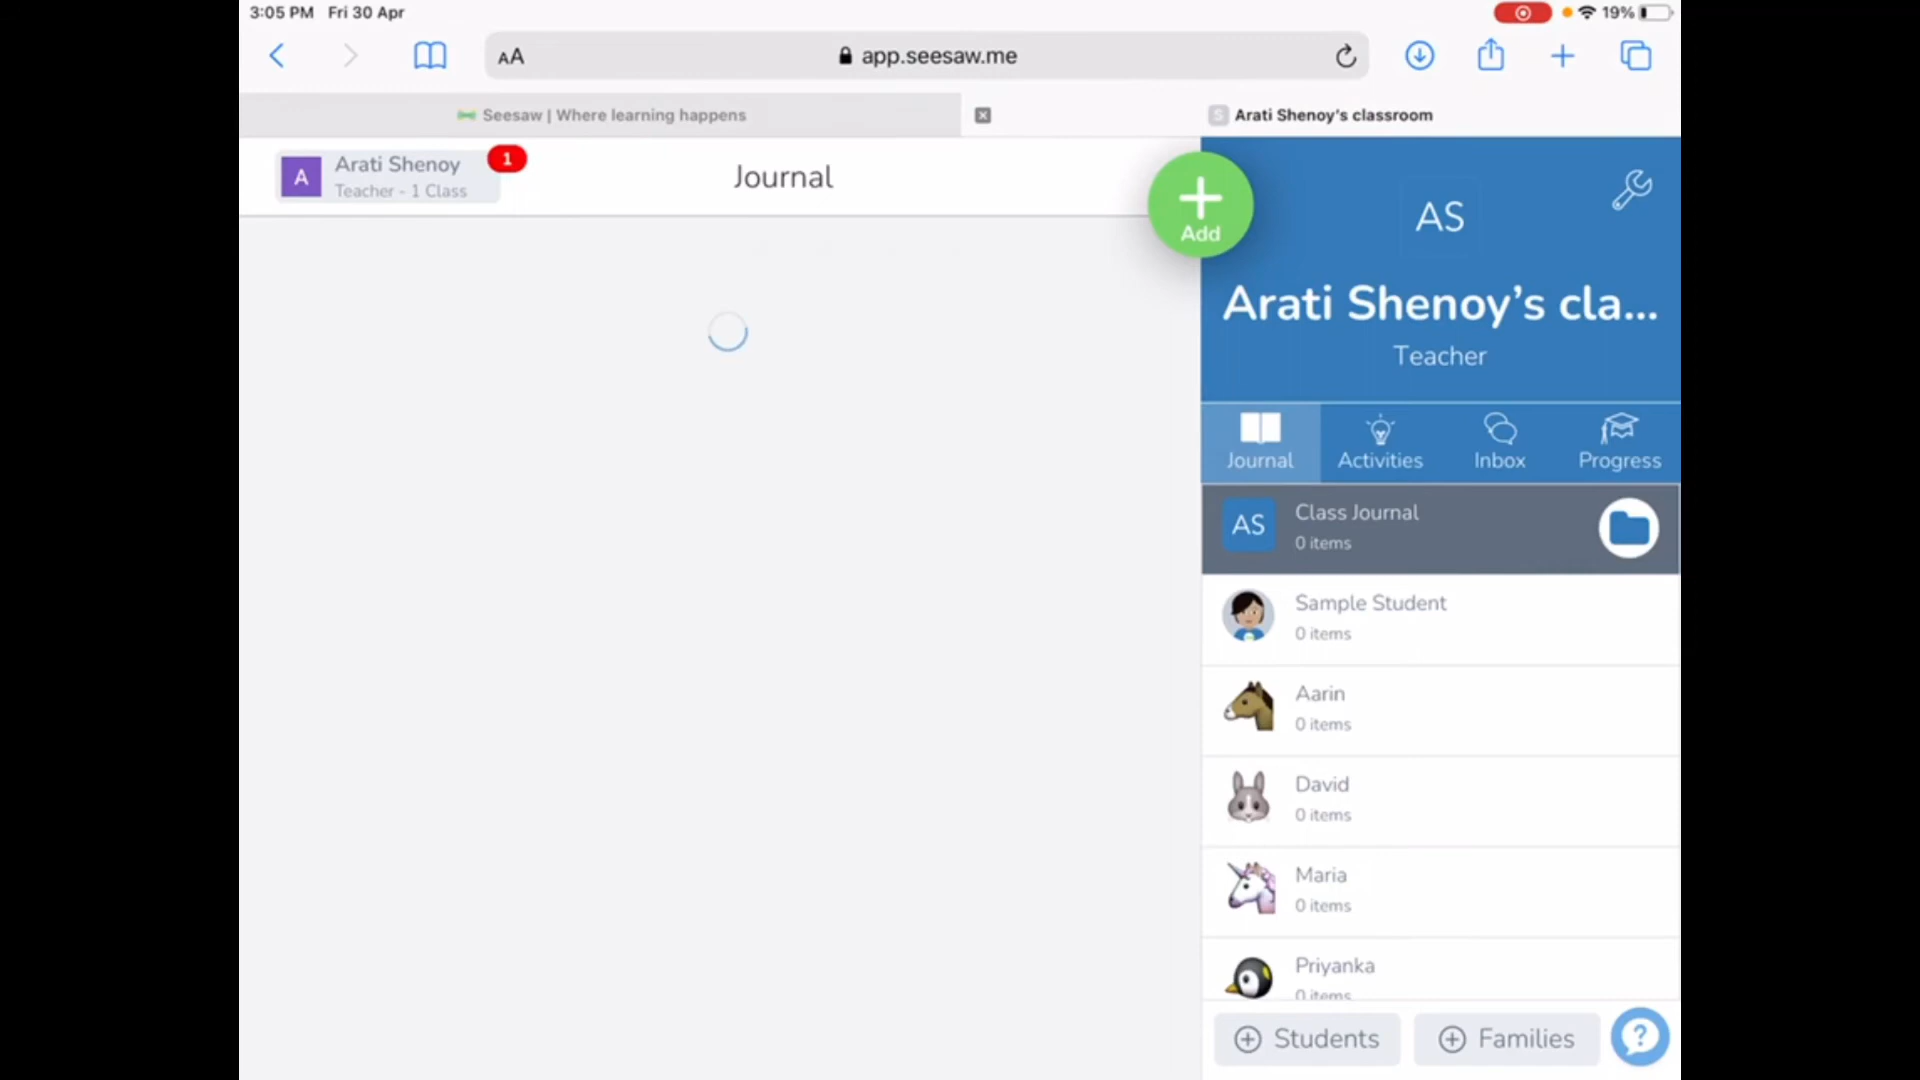 3:05 PM Fri 30 Apr
19%
AA
app.seesaw.me
Seesaw | Where learning happens
S
Arati Shenoy's classroom
A
Arati Shenoy
Teacher - 1 Class
1
Journal
Add
AS
Arati Shenoy's cla...
Teacher
Journal
Activities
Inbox
Progress
AS
Class Journal
0 items
Sample Student
0 items
Aarin
0 items
David
0 items
Maria
0 items
Priyanka
0 items
Students
Families
?